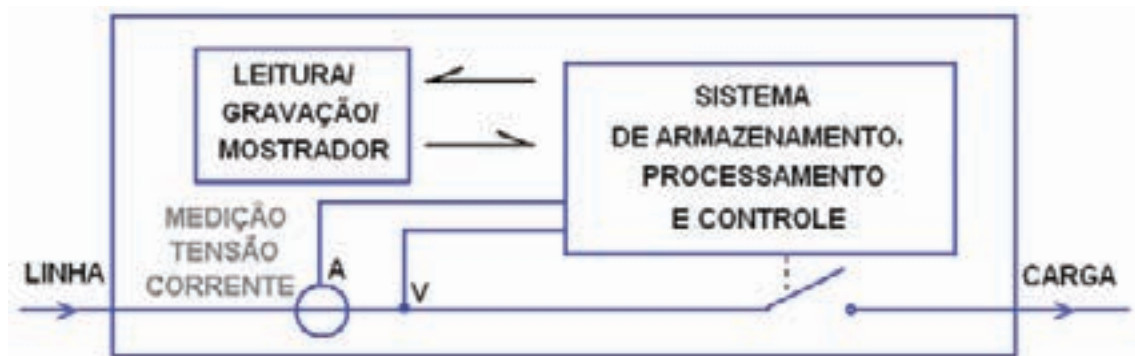 LEITURA/
GRAVAÇÃO/
MOSTRADOR
SISTEMA
DE ARMAZENAMENTO.
PROCESSAMENTO
E CONTROLE
MEDIÇÃO
TENSÃO
CORRENTE
A
V
LINHA
CARGA